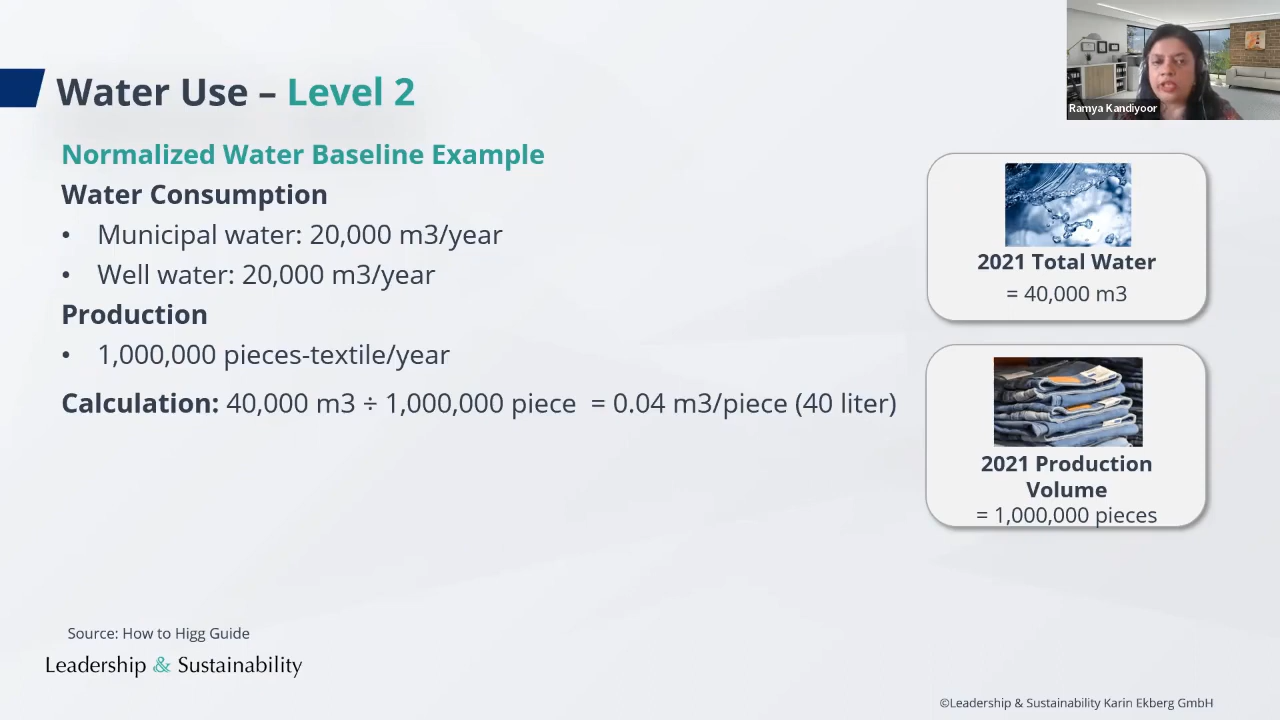 Water Use – Level 2
Normalized Water Baseline Example
Water Consumption
• Municipal water: 20,000 m3/year
• Well water: 20,000 m3/year
Production
• 1,000,000 pieces-textile/year
Calculation: 40,000 m3 ÷ 1,000,000 piece = 0.04 m3/piece (40 liter)
Ramya Kandiyoor
2021 Total Water
= 40,000 m3
2021 Production
Volume
= 1,000,000 pieces
Source: How to Higg Guide
Leadership & Sustainability
©Leadership & Sustainability Karin Ekberg GmbH